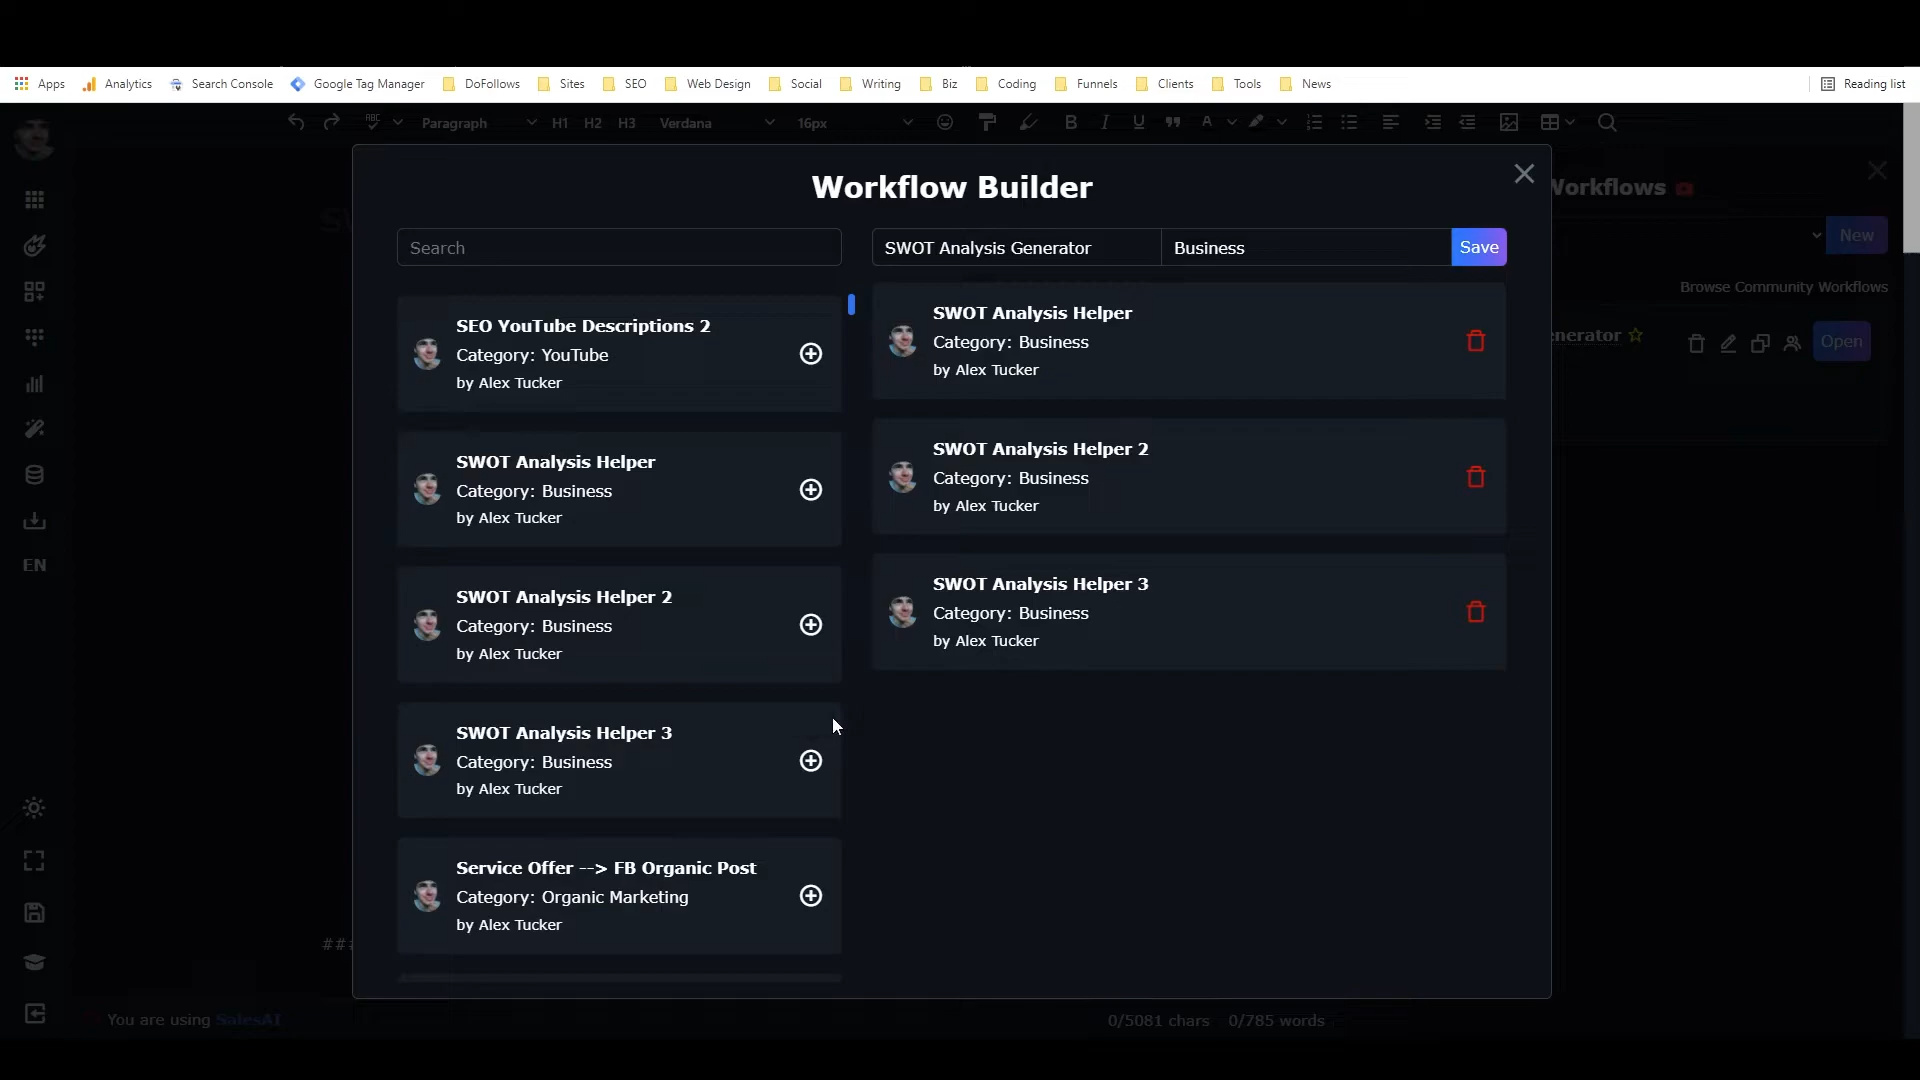 Apps Analytics Search Console Google Tag Manager DoFollows Sites SEO Web Design Social Writing Biz Coding Funnels Clients Tools News Reading list
ABC Paragraph H1 H2 H3 Verdana 16px B I U A
Workflow Builder
Workflows
Search
SWOT Analysis Generator Business Save
New
Browse Community Workflows
SEO YouTube Descriptions 2
Category: YouTube
by Alex Tucker
SWOT Analysis Helper
Category: Business
by Alex Tucker
SWOT Analysis Helper 2
Category: Business
by Alex Tucker
SWOT Analysis Helper 3
Category: Business
by Alex Tucker
Service Offer --> FB Organic Post
Category: Organic Marketing
by Alex Tucker
SWOT Analysis Helper
Category: Business
by Alex Tucker
SWOT Analysis Helper 2
Category: Business
by Alex Tucker
SWOT Analysis Helper 3
Category: Business
by Alex Tucker
nerator Open
EN
###
You are using SalesAI
0/5081 chars 0/785 words